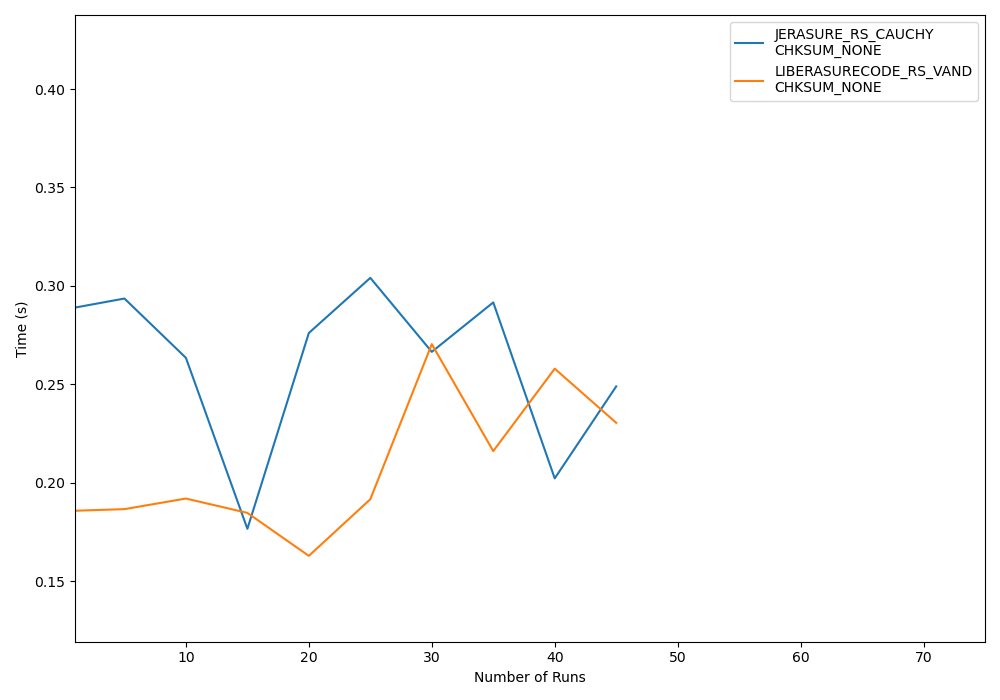 JERASURE_RS_CAUCHY
CHKSUM_NONE
LIBERASURECODE_RS_VAND
CHKSUM_NONE
0.40
0.35
0.30
0.25
0.20
0.15
Time (s)
10 20 30 40 50 60 70
Number of Runs